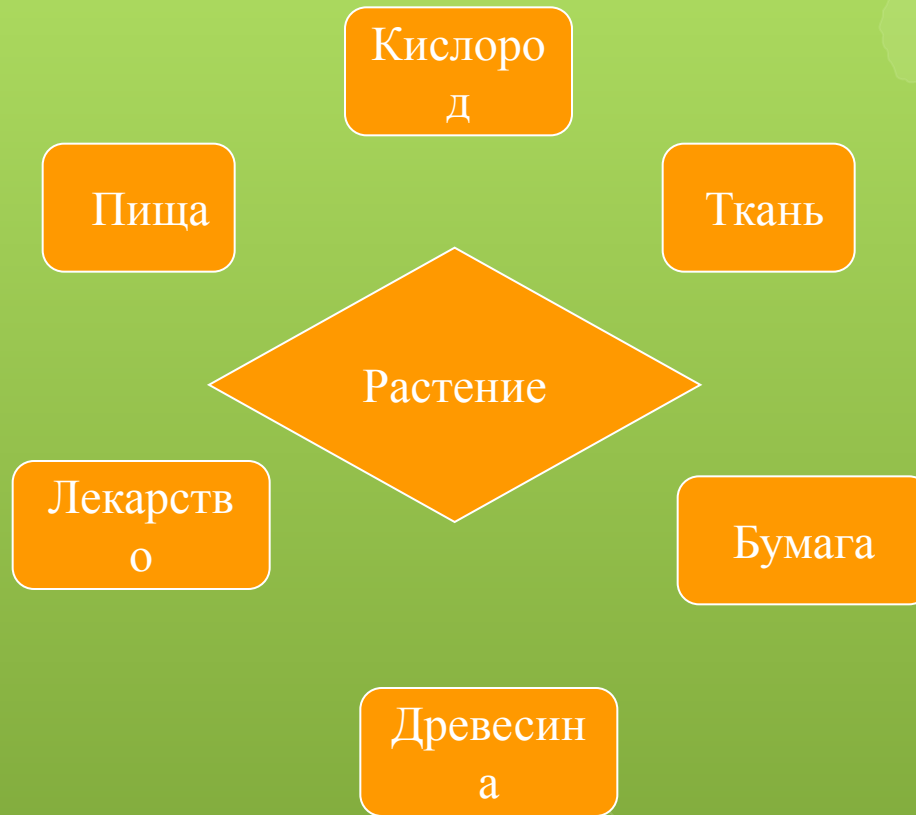 Кислоро
д
Пища
Ткань
Растение
Лекарств
о
Бумага
Древесин
а